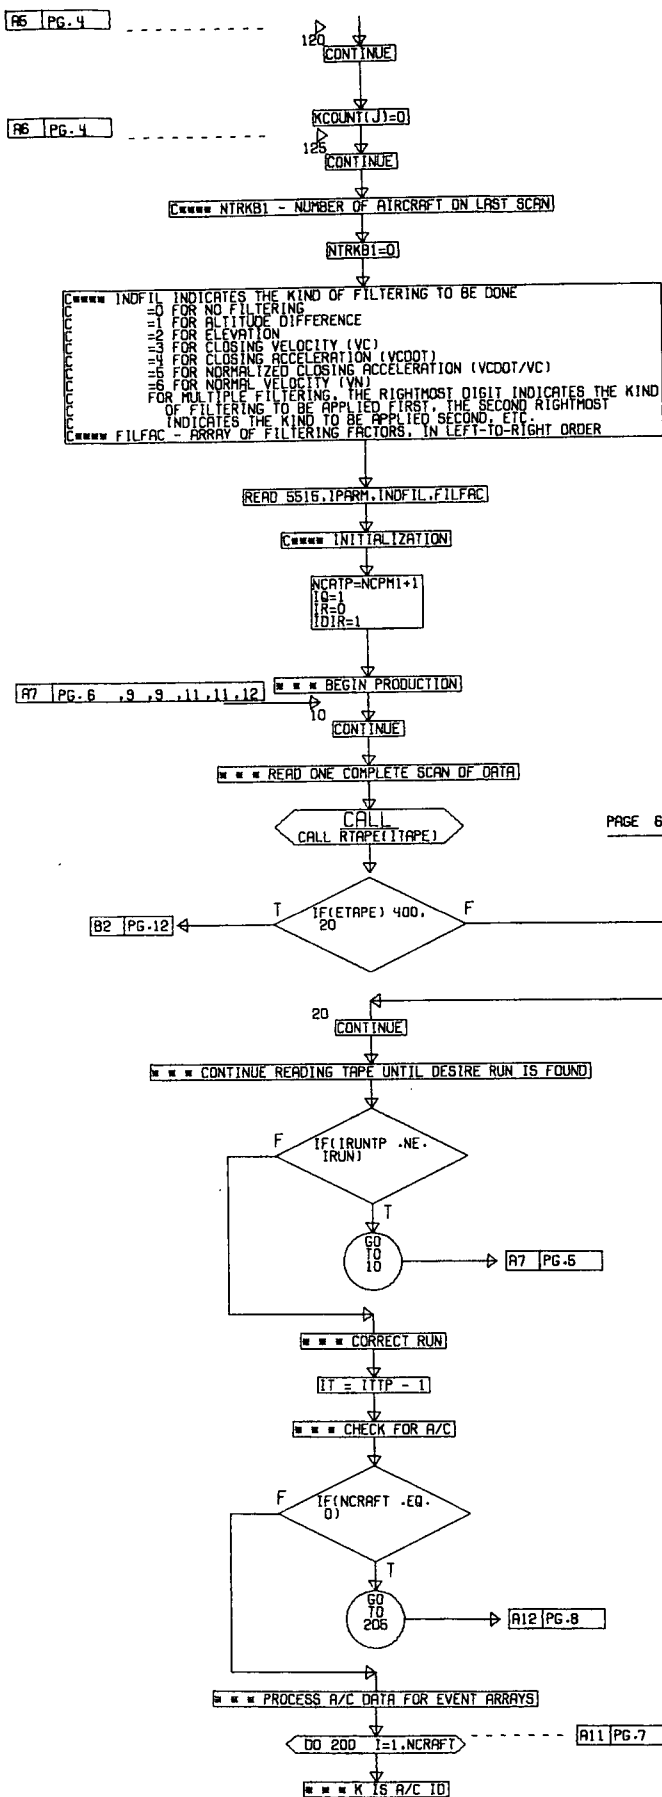 A5 PG.4
120
CONTINUE
KCOUNT(J)=0
A6 PG.4
125
CONTINUE
C**** NTRKB1 - NUMBER OF AIRCRAFT ON LAST SCAN
NTRKB1=0
C**** INDFIL INDICATES THE KIND OF FILTERING TO BE DONE
C =0 FOR NO FILTERING
C =1 FOR ALTITUDE DIFFERENCE
C =2 FOR ELEVATION
C =3 FOR CLOSING VELOCITY (VC)
C =4 FOR CLOSING ACCELERATION (VCDOT)
C =5 FOR NORMALIZED CLOSING ACCELERATION (VCDOT/VC)
C =6 FOR NORMAL VELOCITY (VN)
C FOR MULTIPLE FILTERING, THE RIGHTMOST DIGIT INDICATES THE KIND
C OF FILTERING TO BE APPLIED FIRST, THE SECOND RIGHTMOST
C INDICATES THE KIND TO BE APPLIED SECOND, ETC.
C**** FILFAC - ARRAY OF FILTERING FACTORS, IN LEFT-TO-RIGHT ORDER
READ 5515,IPARM,INDFIL,FILFAC
C**** INITIALIZATION
NCRTP=NCPM1+1
IQ=1
IR=0
IDIR=1
* * * BEGIN PRODUCTION
A7 PG.6 ,9 ,9 ,11,11,12
10
CONTINUE
* * * READ ONE COMPLETE SCAN OF DATA
CALL
CALL RTAPE(ITAPE)
PAGE 6
T IF(ETAPE) 400, F
20
B2 PG.12
20
CONTINUE
* * * CONTINUE READING TAPE UNTIL DESIRE RUN IS FOUND
F IF(IRUNTP .NE.
IRUN)
T
GO
TO
10
A7 PG.5
* * * CORRECT RUN
IT = ITTP - 1
* * * CHECK FOR A/C
F IF(NCRAFT .EQ.
0)
T
GO
TO
205
A12 PG.8
* * * PROCESS A/C DATA FOR EVENT ARRAYS
DO 200 I=1,NCRAFT
A11 PG.7
* * * K IS A/C ID